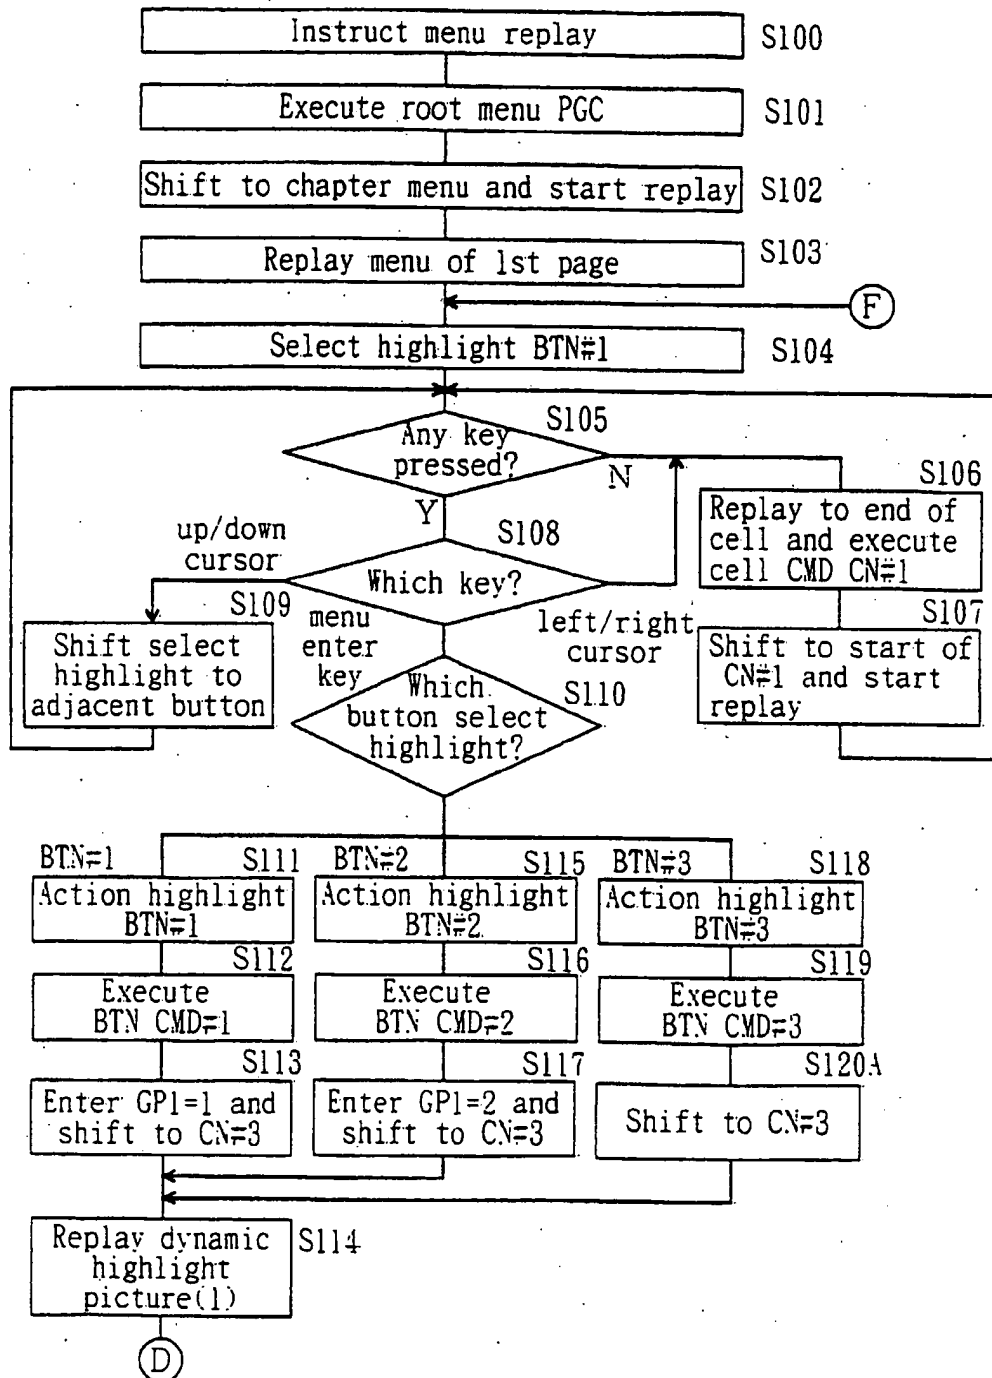 Instruct menu replay
S100
Execute root menu PGC
S101
Shift to chapter menu and start replay
S102
Replay menu of 1st page
S103
F
Select highlight BTN#1
S104
S105
Any key
pressed?
N
Y
S106
Replay to end of
cell and execute
cell CMD CN#1
up/down
cursor
S108
Which key?
S109
menu
enter
key
left/right
cursor
S107
Shift to start of
CN#1 and start
replay
Shift select
highlight to
adjacent button
S110
Which
button select
highlight?
BTN#1
S111
Action highlight
BTN#1
S112
Execute
BTN CMD#1
S113
Enter GP1=1 and
shift to CN#3
BTN#2
S115
Action highlight
BTN#2
S116
Execute
BTN CMD#2
S117
Enter GP1=2 and
shift to CN#3
BTN#3
S118
Action highlight
BTN#3
S119
Execute
BTN CMD#3
S120A
Shift to CN#3
Replay dynamic
highlight
picture(1)
S114
D